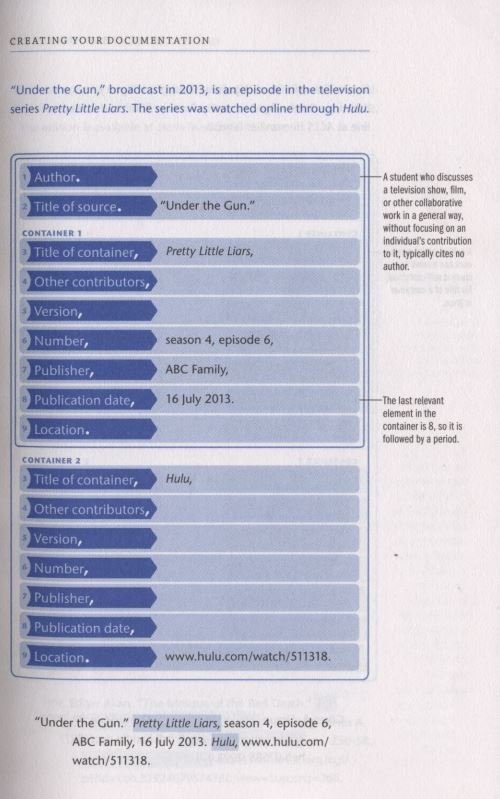 CREATING YOUR DOCUMENTATION
“Under the Gun,” broadcast in 2013, is an episode in the television
series Pretty Little Liars. The series was watched online through Hulu.
1 Author.
2 Title of source. “Under the Gun.”
CONTAINER 1
3 Title of container, Pretty Little Liars,
4 Other contributors,
5 Version,
6 Number, season 4, episode 6,
7 Publisher, ABC Family,
8 Publication date, 16 July 2013.
9 Location.
A student who discusses
a television show, film,
or other collaborative
work in a general way,
without focusing on an
individual’s contribution
to it, typically cites no
author.
The last relevant
element in the
container is 8, so it is
followed by a period.
CONTAINER 2
3 Title of container, Hulu,
4 Other contributors,
5 Version,
6 Number,
7 Publisher,
8 Publication date,
9 Location. www.hulu.com/watch/511318.
“Under the Gun.” Pretty Little Liars, season 4, episode 6,
ABC Family, 16 July 2013. Hulu, www.hulu.com/
watch/511318.